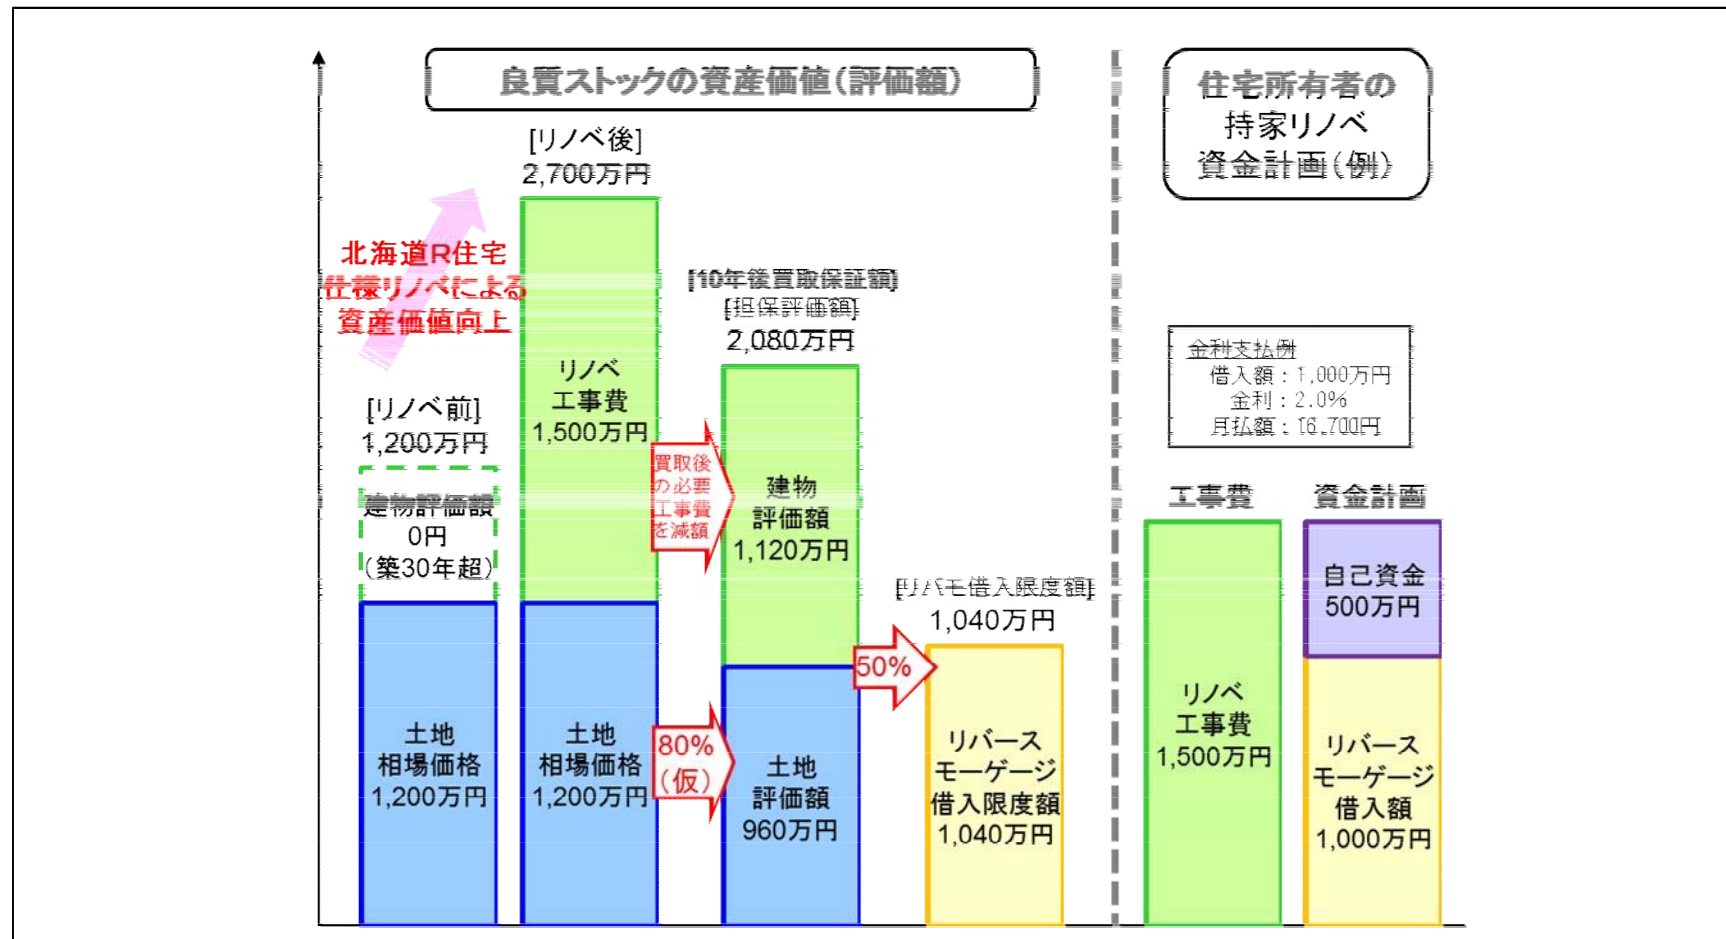 良質ストックの資産価値(評価額)
住宅所有者の
持家リノベ
資金計画(例)
[リノベ後]
2,700万円
北海道R住宅
仕様リノベによる
資産価値向上
[リノベ前]
1,200万円
建物評価額
0円
(築30年超)
土地
相場価格
1,200万円
リノベ
工事費
1,500万円
土地
相場価格
1,200万円
買取後
の必要
工事費
を減額
80%
(仮)
[10年後買取保証額]
[担保評価額]
2,080万円
建物
評価額
1,120万円
土地
評価額
960万円
50%
[リバモ借入限度額]
1,040万円
リバース
モーゲージ
借入限度額
1,040万円
金利支払例
借入額:1,000万円
金利:2.0%
月払額:16,700円
工事費
リノベ
工事費
1,500万円
資金計画
自己資金
500万円
リバース
モーゲージ
借入額
1,000万円